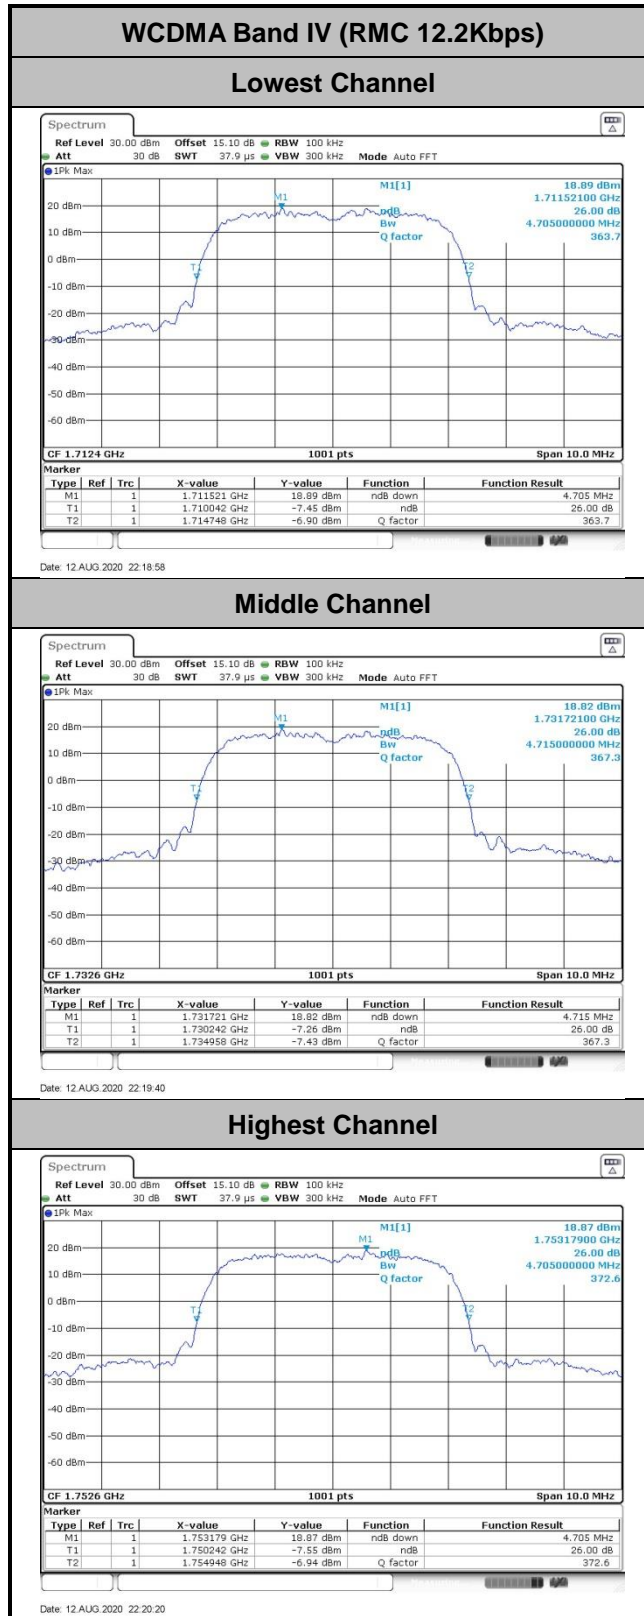 WCDMA Band IV (RMC 12.2Kbps)
Lowest Channel
Spectrum
Ref Level 30.00 dBm Offset 15.10 dB RBW 100 kHz
Att 30 dB SWT 37.9 µs VBW 300 kHz Mode Auto FFT
1Pk Max
M1[1] 18.89 dBm
1.71152100 GHz
ndB 26.00 dB
Bw 4.705000000 MHz
Q factor 363.7
M1
T1
T2
20 dBm
10 dBm
0 dBm
-10 dBm
-20 dBm
-30 dBm
-40 dBm
-50 dBm
-60 dBm
CF 1.7124 GHz 1001 pts Span 10.0 MHz
Marker
Type Ref Trc X-value Y-value Function Function Result
M1 1 1.711521 GHz 18.89 dBm ndB down 4.705 MHz
T1 1 1.710042 GHz -7.45 dBm ndB 26.00 dB
T2 1 1.714748 GHz -6.90 dBm Q factor 363.7
Date: 12.AUG.2020 22:18:58
Middle Channel
Spectrum
Ref Level 30.00 dBm Offset 15.10 dB RBW 100 kHz
Att 30 dB SWT 37.9 µs VBW 300 kHz Mode Auto FFT
1Pk Max
M1[1] 18.82 dBm
1.73172100 GHz
ndB 26.00 dB
Bw 4.715000000 MHz
Q factor 367.3
M1
T1
T2
20 dBm
10 dBm
0 dBm
-10 dBm
-20 dBm
-30 dBm
-40 dBm
-50 dBm
-60 dBm
CF 1.7326 GHz 1001 pts Span 10.0 MHz
Marker
Type Ref Trc X-value Y-value Function Function Result
M1 1 1.731721 GHz 18.82 dBm ndB down 4.715 MHz
T1 1 1.730242 GHz -7.26 dBm ndB 26.00 dB
T2 1 1.734958 GHz -7.43 dBm Q factor 367.3
Date: 12.AUG.2020 22:19:40
Highest Channel
Spectrum
Ref Level 30.00 dBm Offset 15.10 dB RBW 100 kHz
Att 30 dB SWT 37.9 µs VBW 300 kHz Mode Auto FFT
1Pk Max
M1[1] 18.87 dBm
1.75317900 GHz
ndB 26.00 dB
Bw 4.705000000 MHz
Q factor 372.6
M1
T1
T2
20 dBm
10 dBm
0 dBm
-10 dBm
-20 dBm
-30 dBm
-40 dBm
-50 dBm
-60 dBm
CF 1.7526 GHz 1001 pts Span 10.0 MHz
Marker
Type Ref Trc X-value Y-value Function Function Result
M1 1 1.753179 GHz 18.87 dBm ndB down 4.705 MHz
T1 1 1.750242 GHz -7.55 dBm ndB 26.00 dB
T2 1 1.754948 GHz -6.94 dBm Q factor 372.6
Date: 12.AUG.2020 22:20:20